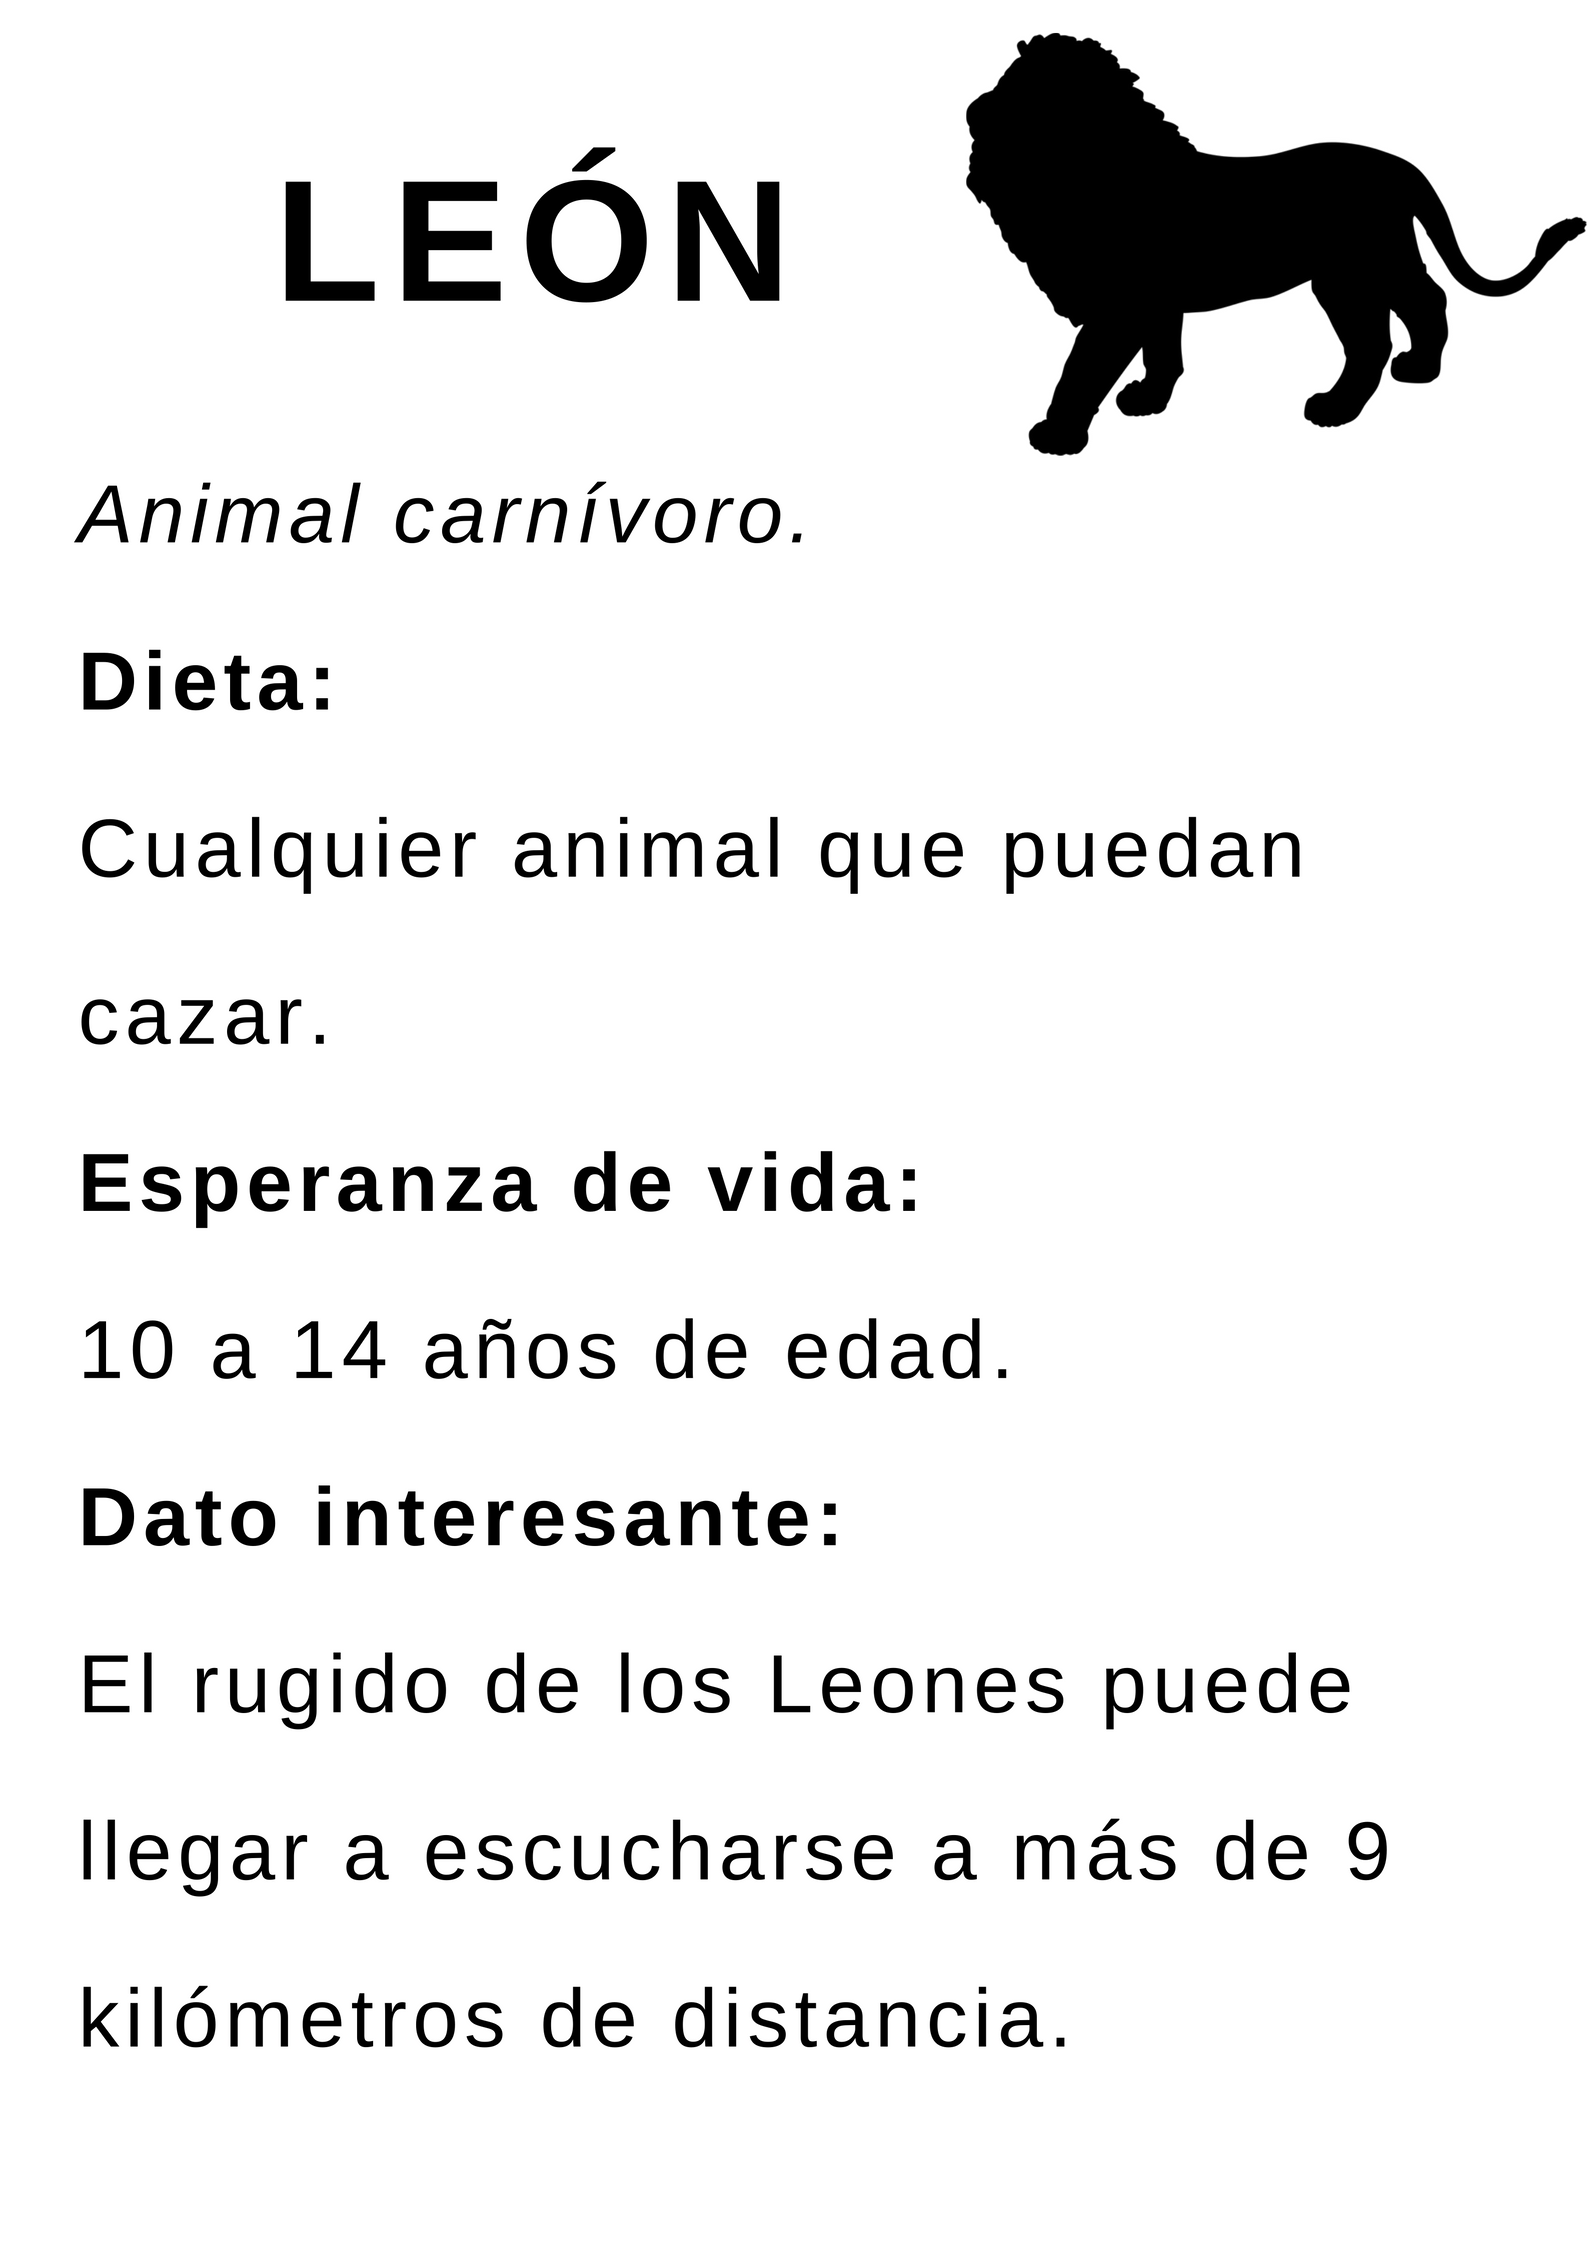 LEÓN
Animal carnívoro.
Dieta:
Cualquier animal que puedan
cazar.
Esperanza de vida:
10 a 14 años de edad.
Dato interesante:
El rugido de los Leones puede
llegar a escucharse a más de 9
kilómetros de distancia.